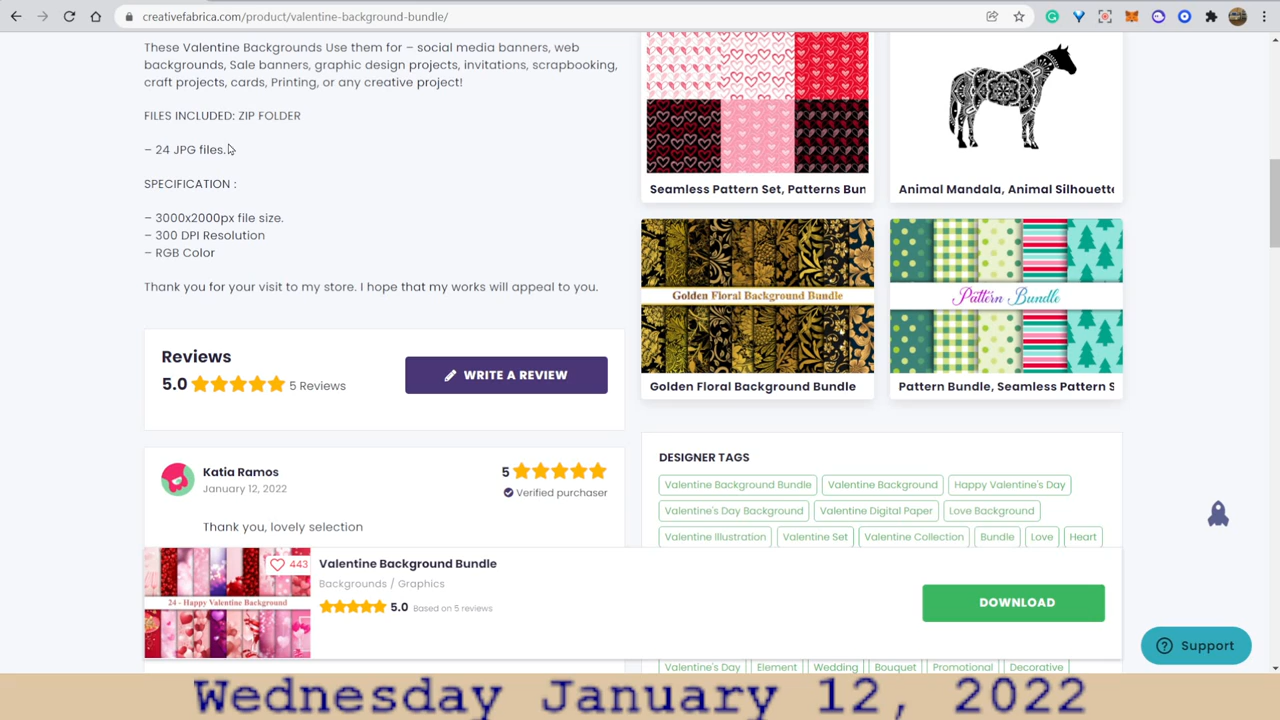 creativefabrica.com/product/valentine-background-bundle/
These Valentine Backgrounds Use them for – social media banners, web
backgrounds, Sale banners, graphic design projects, invitations, scrapbooking,
craft projects, cards, Printing, or any creative project!
FILES INCLUDED: ZIP FOLDER
– 24 JPG files.
SPECIFICATION :
– 3000x2000px file size.
– 300 DPI Resolution
– RGB Color
Thank you for your visit to my store. I hope that my works will appeal to you.
Reviews
5.0 5 Reviews
WRITE A REVIEW
Katia Ramos
January 12, 2022
5
Verified purchaser
Thank you, lovely selection
Seamless Pattern Set, Patterns Bun
Animal Mandala, Animal Silhouette
Golden Floral Background Bundle
Golden Floral Background Bundle
Pattern Bundle
Pattern Bundle, Seamless Pattern S
DESIGNER TAGS
Valentine Background Bundle Valentine Background Happy Valentine's Day
Valentine's Day Background Valentine Digital Paper Love Background
Valentine Illustration Valentine Set Valentine Collection Bundle Love Heart
443
24 - Happy Valentine Background
Valentine Background Bundle
Backgrounds / Graphics
5.0 Based on 5 reviews
DOWNLOAD
Support
Valentine's Day Element Wedding Bouquet Promotional Decorative
Wednesday January 12, 2022